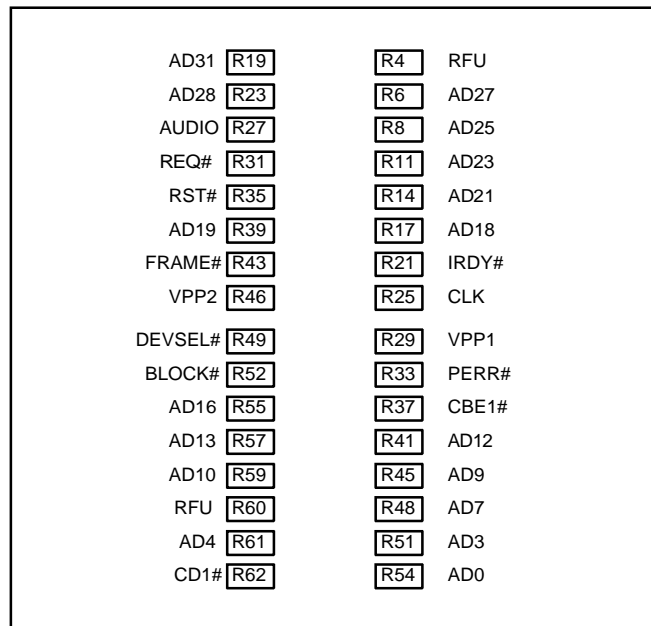 AD31 R19 R4 RFU
AD28 R23 R6 AD27
AUDIO R27 R8 AD25
REQ# R31 R11 AD23
RST# R35 R14 AD21
AD19 R39 R17 AD18
FRAME# R43 R21 IRDY#
VPP2 R46 R25 CLK
DEVSEL# R49 R29 VPP1
BLOCK# R52 R33 PERR#
AD16 R55 R37 CBE1#
AD13 R57 R41 AD12
AD10 R59 R45 AD9
RFU R60 R48 AD7
AD4 R61 R51 AD3
CD1# R62 R54 AD0